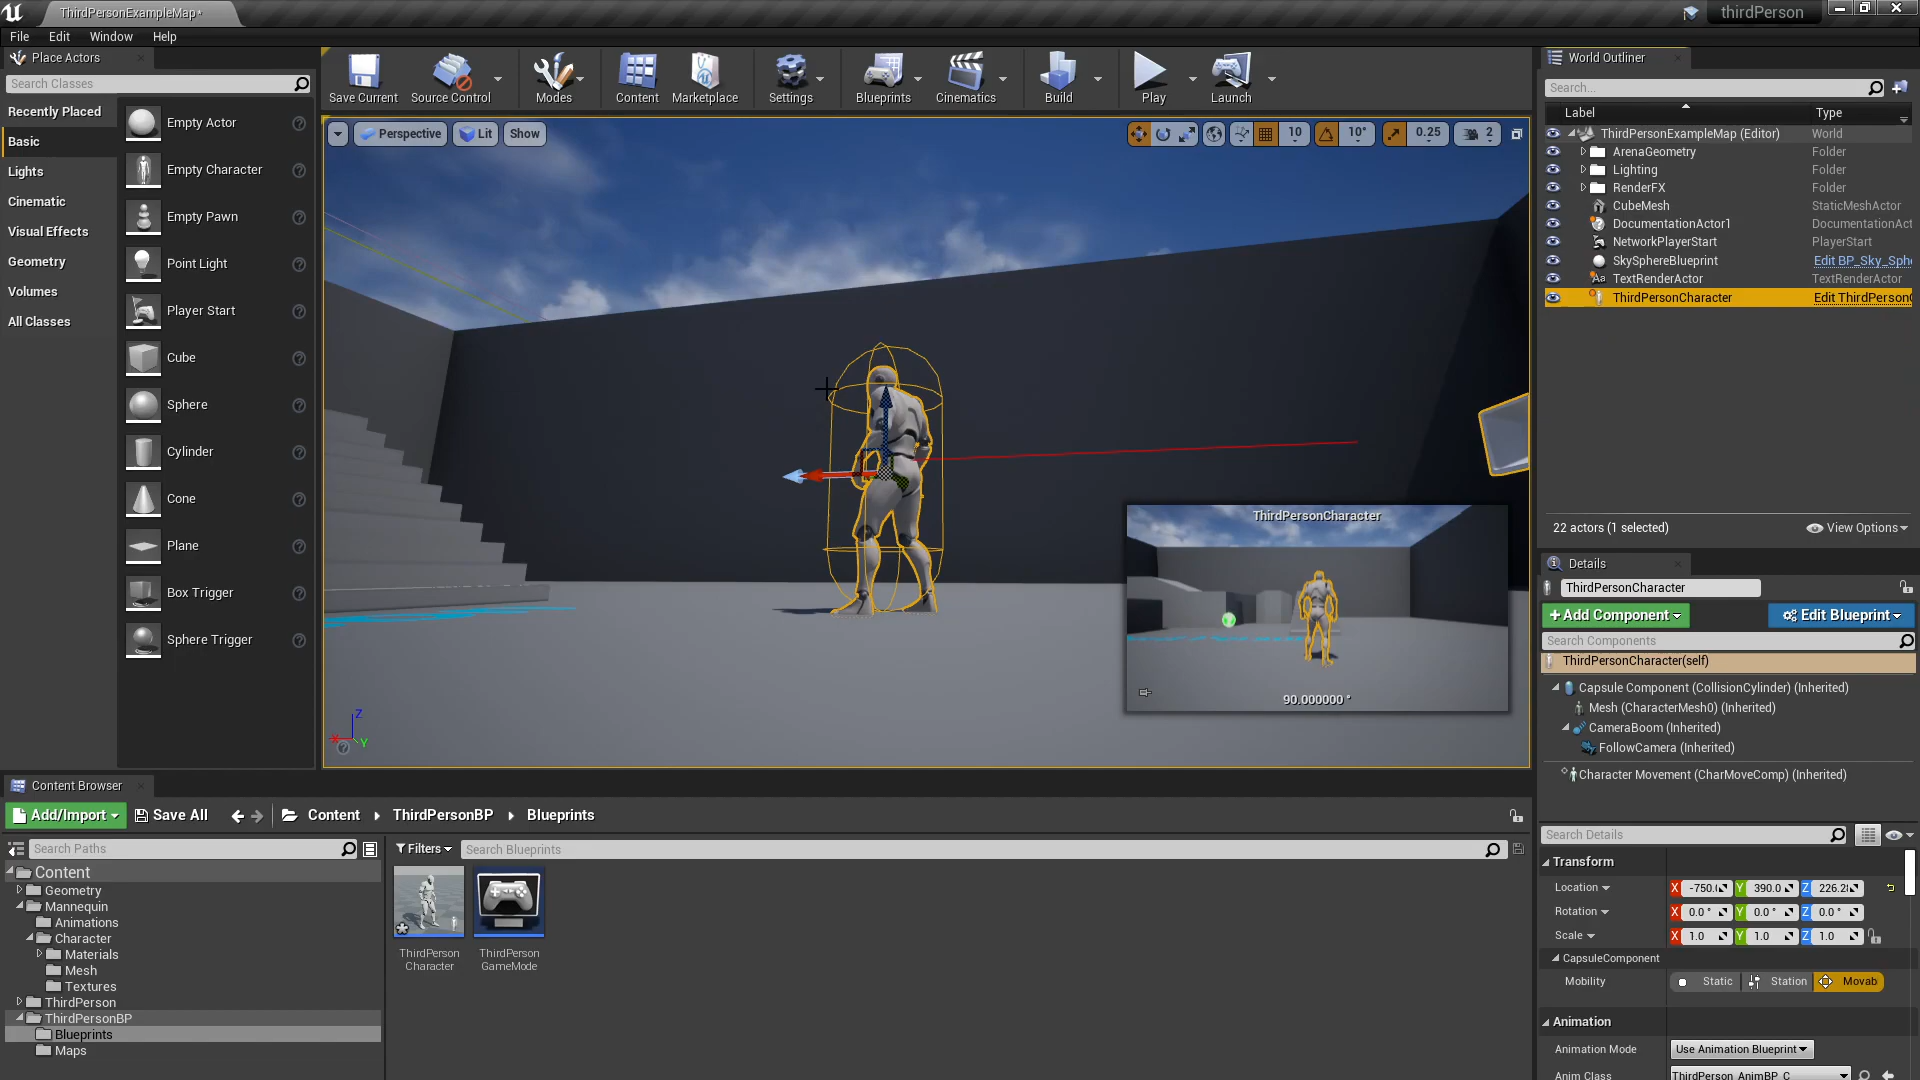 ThirdPersonExampleMap*
thirdPerson
File Edit Window Help
Place Actors
Search Classes
Recently Placed
Basic
Lights
Cinematic
Visual Effects
Geometry
Volumes
All Classes
Empty Actor
Empty Character
Empty Pawn
Point Light
Player Start
Cube
Sphere
Cylinder
Cone
Plane
Box Trigger
Sphere Trigger
Save Current Source Control Modes Content Marketplace Settings Blueprints Cinematics Build Play Launch
Perspective Lit Show
10 10° 0.25 2
ThirdPersonCharacter
90.000000 °
Z
X
Y
World Outliner
Search...
Label Type
ThirdPersonExampleMap (Editor) World
ArenaGeometry Folder
Lighting Folder
RenderFX Folder
CubeMesh StaticMeshActor
DocumentationActor1 DocumentationAct
NetworkPlayerStart PlayerStart
SkySphereBlueprint Edit BP_Sky_Sph
TextRenderActor TextRenderActor
ThirdPersonCharacter Edit ThirdPerson
22 actors (1 selected) View Options
Details
ThirdPersonCharacter
+Add Component Edit Blueprint
Search Components
ThirdPersonCharacter(self)
Capsule Component (CollisionCylinder) (Inherited)
Mesh (CharacterMesh0) (Inherited)
CameraBoom (Inherited)
FollowCamera (Inherited)
Character Movement (CharMoveComp) (Inherited)
Search Details
Transform
Location X -750.( Y 390.0 Z 226.2
Rotation X 0.0 ° Y 0.0 ° Z 0.0 °
Scale X 1.0 Y 1.0 Z 1.0
CapsuleComponent
Mobility Static Station Movab
Animation
Animation Mode Use Animation Blueprint
Anim Class ThirdPerson_AnimBP_C
Content Browser
Add/Import Save All Content ThirdPersonBP Blueprints
Search Paths
Filters Search Blueprints
Content
Geometry
Mannequin
Animations
Character
Materials
Mesh
Textures
ThirdPerson
ThirdPersonBP
Blueprints
Maps
ThirdPerson
Character
ThirdPerson
GameMode